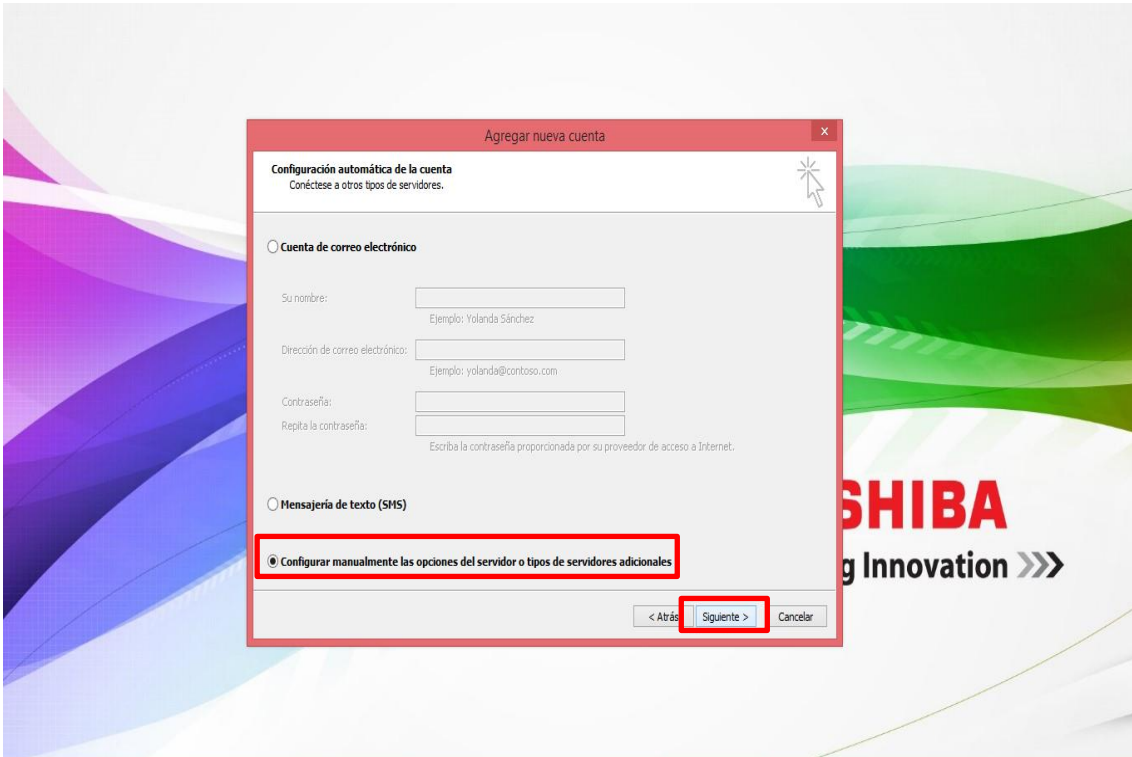 Agregar nueva cuenta
x
Configuración automática de la cuenta
Conéctese a otros tipos de servidores.
Cuenta de correo electrónico
Su nombre:
Ejemplo: Yolanda Sánchez
Dirección de correo electrónico:
Ejemplo: yolanda@contoso.com
Contraseña:
Repita la contraseña:
Escriba la contraseña proporcionada por su proveedor de acceso a Internet.
Mensajería de texto (SMS)
SHIBA
Configurar manualmente las opciones del servidor o tipos de servidores adicionales
g Innovation >>>
< Atrás
Siguiente >
Cancelar